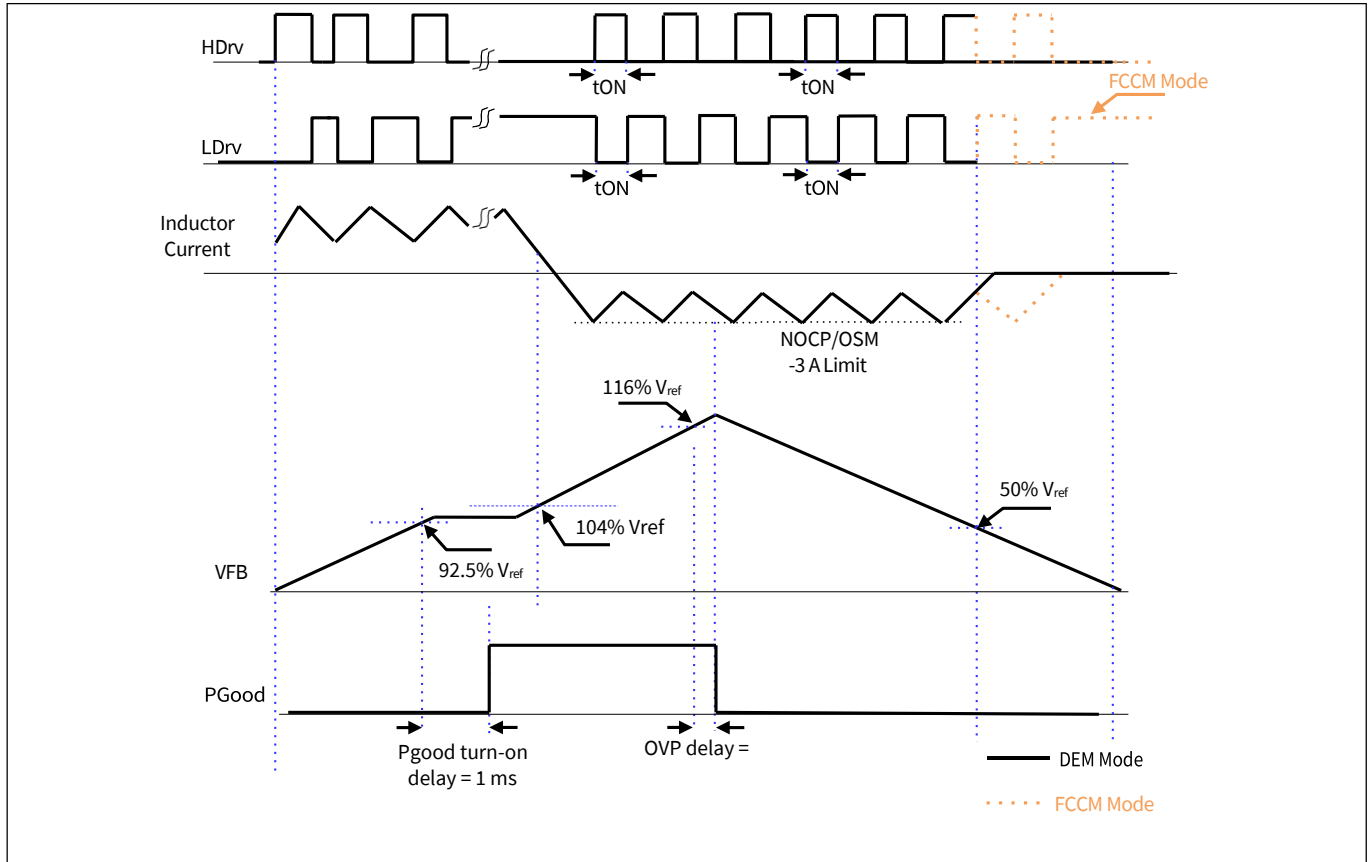 HDrv
tON
tON
FCCM Mode
LDrv
tON
tON
Inductor
Current
NOCP/OSM
-3 A Limit
116% Vref
50% Vref
104% Vref
92.5% Vref
VFB
PGood
Pgood turn-on
delay = 1 ms
OVP delay =
DEM Mode
FCCM Mode